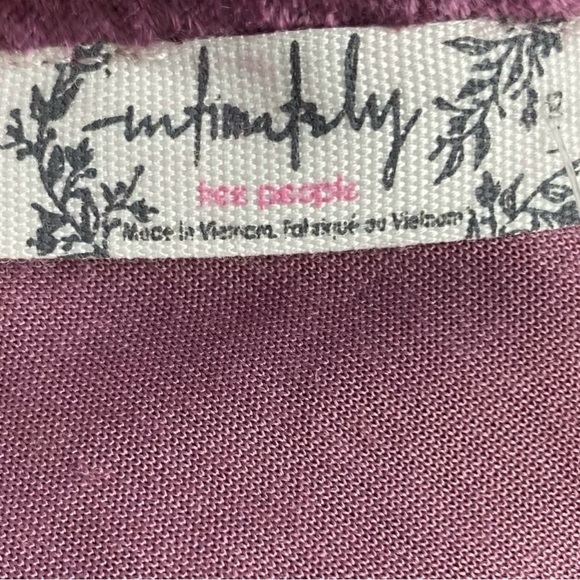 intimately
free people
Made in Vietnam. Fabriqué au Vietnam